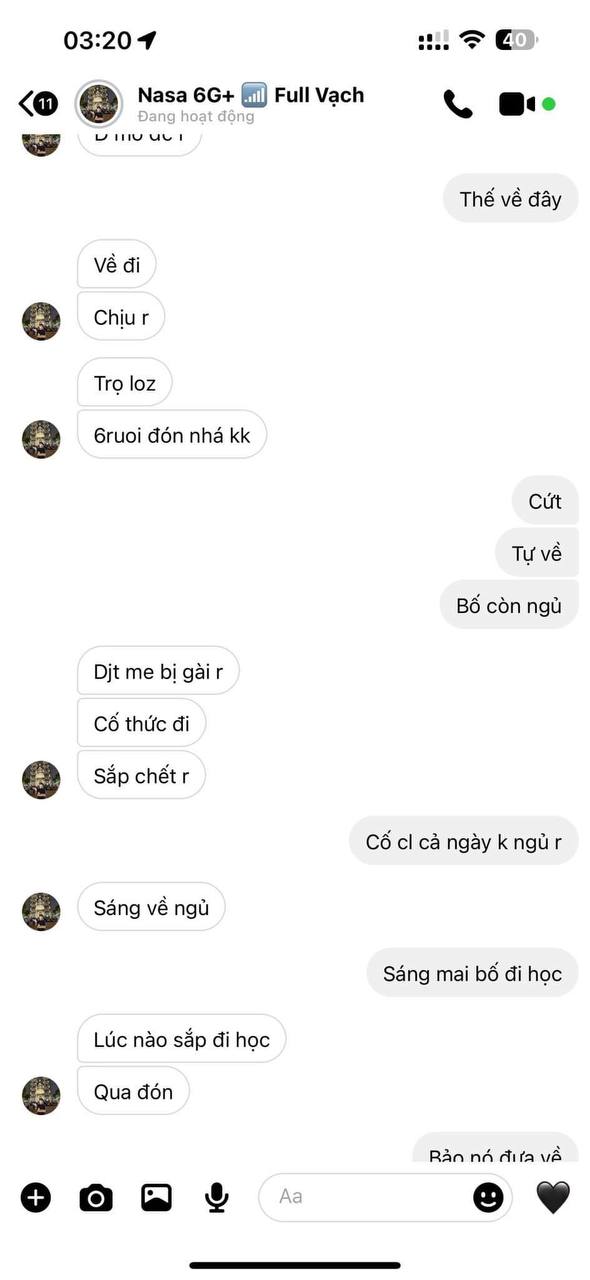 03:20
40
11
Nasa 6G+ 📶 Full Vạch
Đang hoạt động
Thế về đây
Về đi
Chịu r
Trọ loz
6ruoi đón nhá kk
Cứt
Tự về
Bố còn ngủ
Djt me bị gài r
Cố thức đi
Sắp chết r
Cố cl cả ngày k ngủ r
Sáng về ngủ
Sáng mai bố đi học
Lúc nào sắp đi học
Qua đón
Bảo nó đưa về
Aa